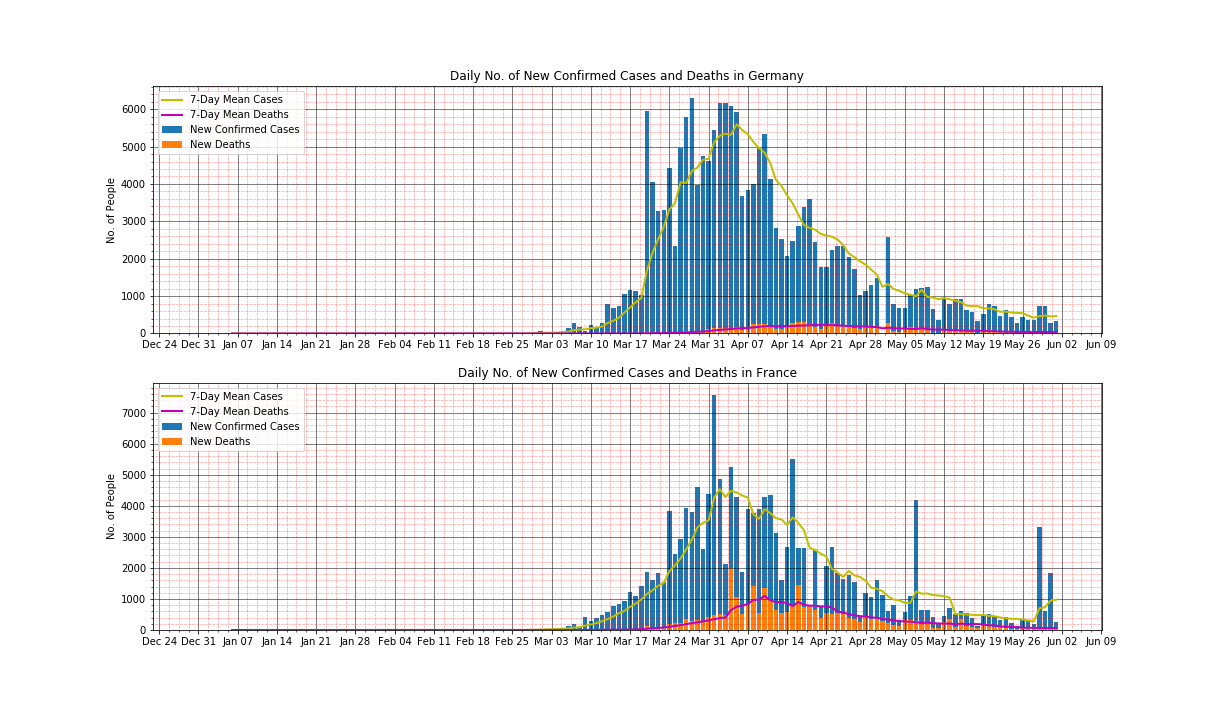 Daily No. of New Confirmed Cases and Deaths in Germany
7-Day Mean Cases
7-Day Mean Deaths
New Confirmed Cases
New Deaths
No. of People
6000
5000
4000
3000
2000
1000
0
Dec 24 Dec 31 Jan 07 Jan 14 Jan 21 Jan 28 Feb 04 Feb 11 Feb 18 Feb 25 Mar 03 Mar 10 Mar 17 Mar 24 Mar 31 Apr 07 Apr 14 Apr 21 Apr 28 May 05 May 12 May 19 May 26 Jun 02 Jun 09
Daily No. of New Confirmed Cases and Deaths in France
7-Day Mean Cases
7-Day Mean Deaths
New Confirmed Cases
New Deaths
No. of People
7000
6000
5000
4000
3000
2000
1000
0
Dec 24 Dec 31 Jan 07 Jan 14 Jan 21 Jan 28 Feb 04 Feb 11 Feb 18 Feb 25 Mar 03 Mar 10 Mar 17 Mar 24 Mar 31 Apr 07 Apr 14 Apr 21 Apr 28 May 05 May 12 May 19 May 26 Jun 02 Jun 09